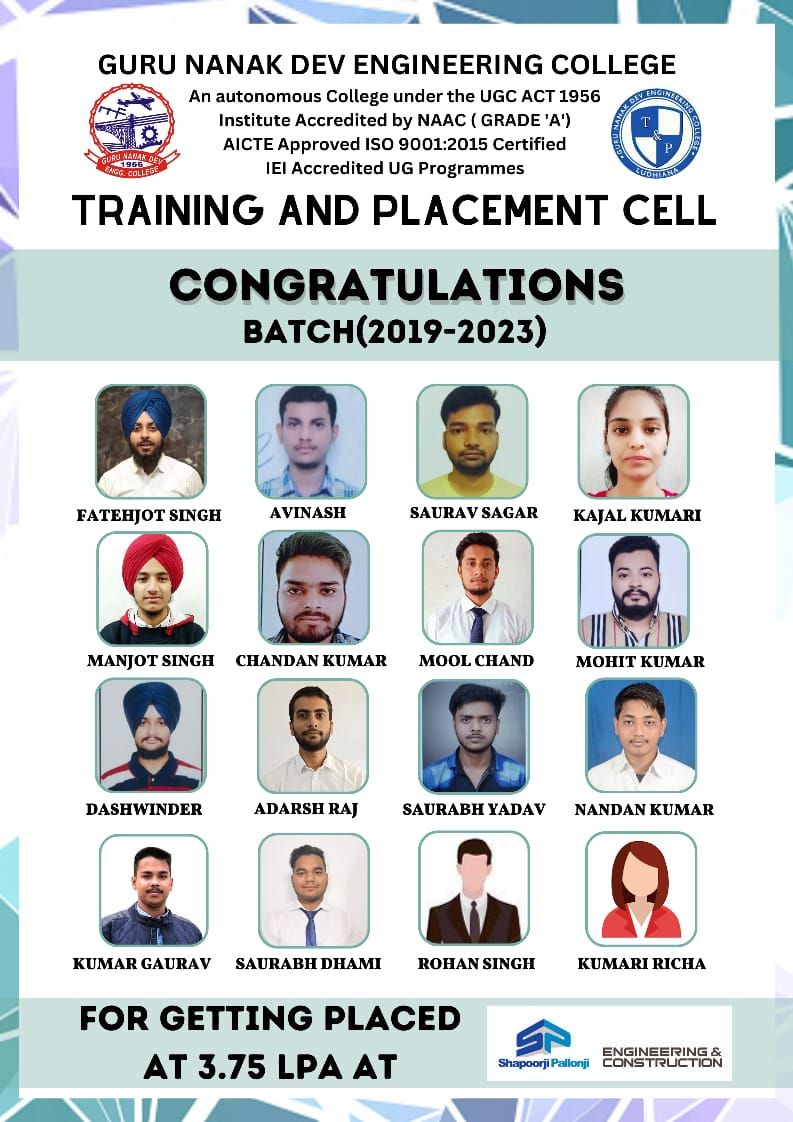 GURU NANAK DEV ENGINEERING COLLEGE
An autonomous College under the UGC ACT 1956
Institute Accredited by NAAC ( GRADE 'A')
AICTE Approved ISO 9001:2015 Certified
IEI Accredited UG Programmes
GURU NANAK DEV
1956
ENGG. COLLEGE
GURU NANAK DEV ENGINEERING COLLEGE
T & P
LUDHIANA
TRAINING AND PLACEMENT CELL
CONGRATULATIONS
BATCH(2019-2023)
FATEHJOT SINGH AVINASH SAURAV SAGAR KAJAL KUMARI
MANJOT SINGH CHANDAN KUMAR MOOL CHAND MOHIT KUMAR
DASHWINDER ADARSH RAJ SAURABH YADAV NANDAN KUMAR
KUMAR GAURAV SAURABH DHAMI ROHAN SINGH KUMARI RICHA
FOR GETTING PLACED
AT 3.75 LPA AT
SP
Shapoorji Pallonji
ENGINEERING &
CONSTRUCTION